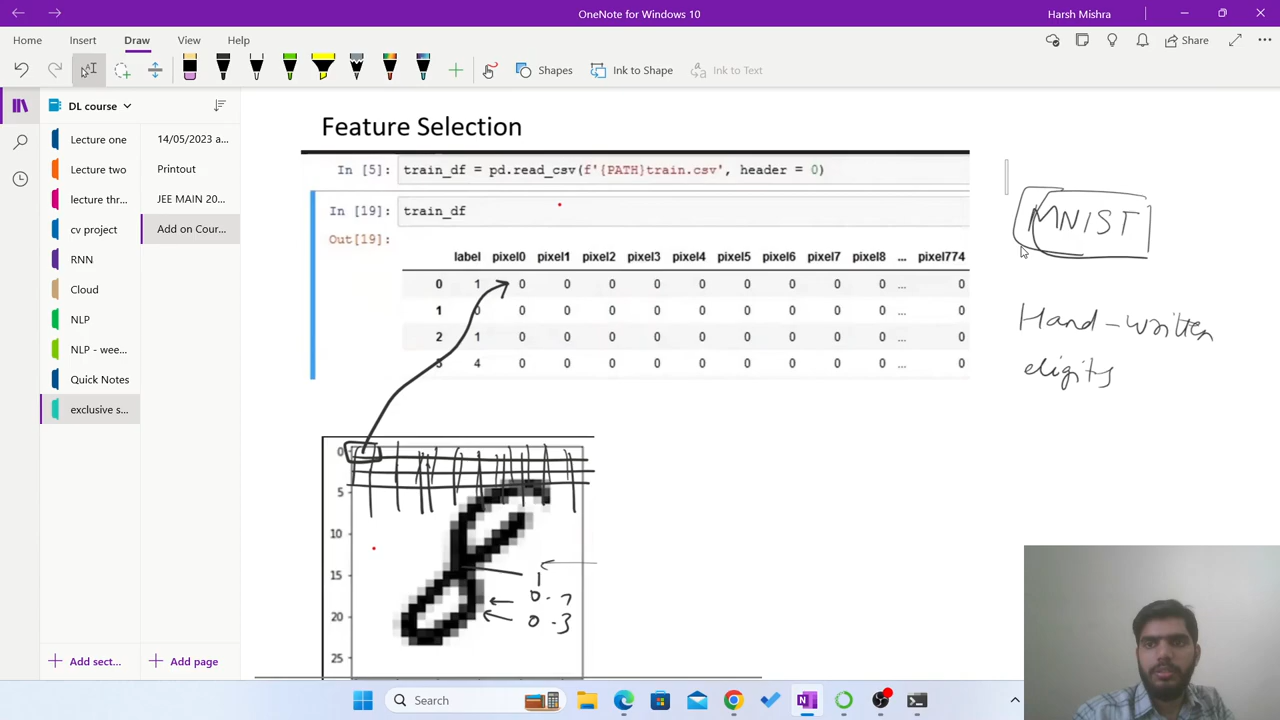 OneNote for Windows 10
Harsh Mishra
Home Insert Draw View Help
Share
Shapes
Ink to Shape
Ink to Text
DL course
Lecture one
Lecture two
lecture thr...
cv project
RNN
Cloud
NLP
NLP - wee...
Quick Notes
exclusive s...
Add sect...
14/05/2023 a...
Printout
JEE MAIN 20...
Add on Cour...
Add page
Feature Selection
In [5]: train_df = pd.read_csv(f'{PATH}train.csv', header = 0)
In [19]: train_df
Out[19]:
label pixel0 pixel1 pixel2 pixel3 pixel4 pixel5 pixel6 pixel7 pixel8 ... pixel774
0 1 0 0 0 0 0 0 0 0 0 ... 0
1 0 0 0 0 0 0 0 0 0 0 ... 0
2 1 0 0 0 0 0 0 0 0 0 ... 0
3 4 0 0 0 0 0 0 0 0 0 ... 0
MNIST
Hand-written
digits
0
5
10
15
20
25
1
0.7
0.3
Search